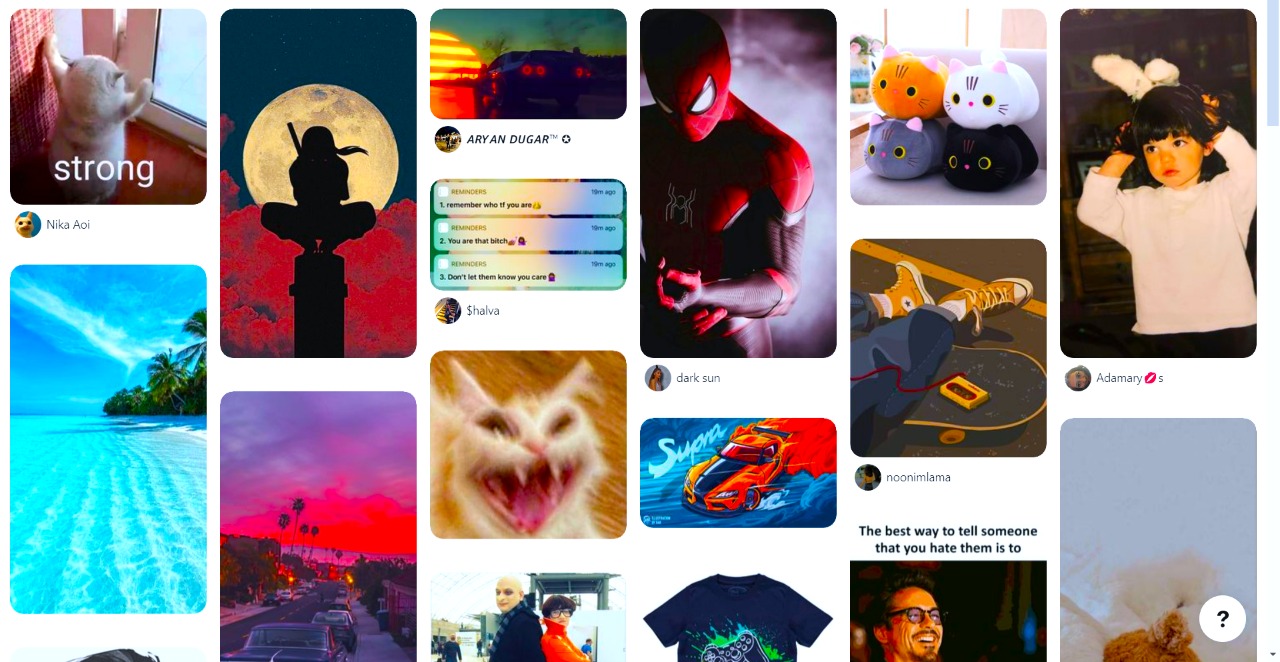 strong
Nika Aoi
ARYAN DUGAR™ ✪
REMINDERS 19m ago
1. remember who tf you are👍
REMINDERS 19m ago
2. You are that bitch💅🏽💁🏽‍♀️
REMINDERS 19m ago
3. Don't let them know you care🤷🏽‍♀️
$halva
dark sun
Supra
noonimlama
The best way to tell someone
that you hate them is to
Adamary💋s
?